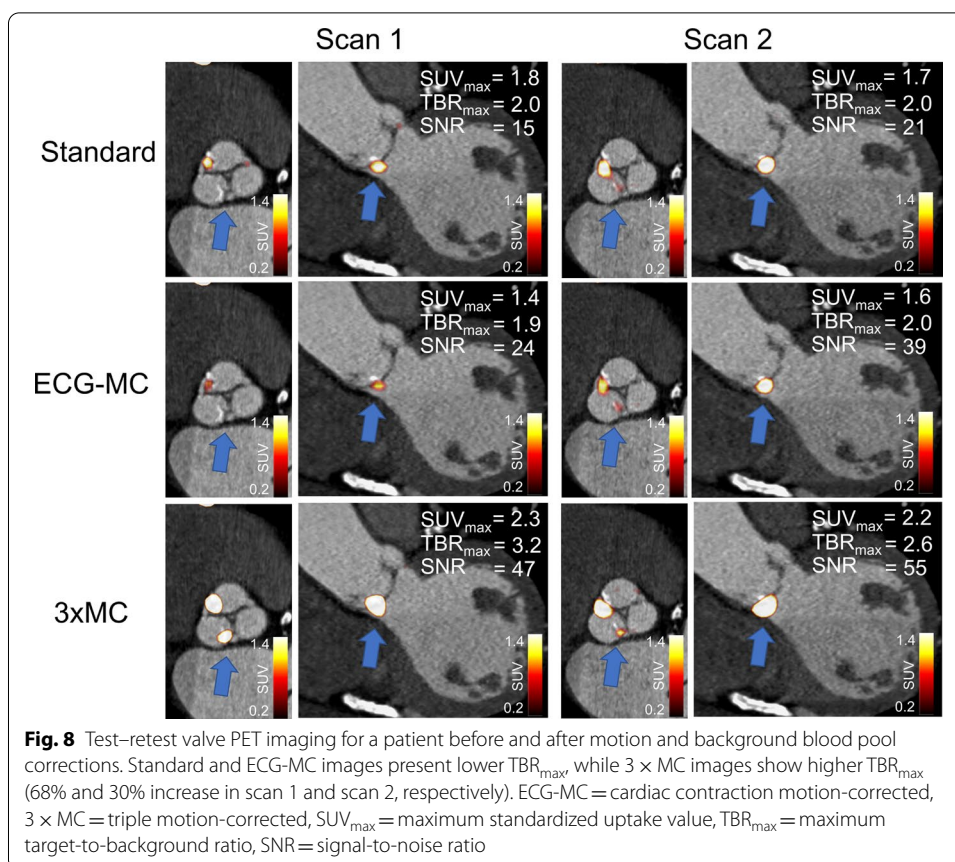 Scan 1
Scan 2
Standard
SUVmax = 1.8
TBRmax = 2.0
SNR = 15
1.4
SUV
0.2
1.4
SUV
0.2
SUVmax = 1.7
TBRmax = 2.0
SNR = 21
1.4
SUV
0.2
1.4
SUV
0.2
ECG-MC
SUVmax = 1.4
TBRmax = 1.9
SNR = 24
1.4
SUV
0.2
1.4
SUV
0.2
SUVmax = 1.6
TBRmax = 2.0
SNR = 39
1.4
SUV
0.2
1.4
SUV
0.2
3xMC
SUVmax = 2.3
TBRmax = 3.2
SNR = 47
1.4
SUV
0.2
1.4
SUV
0.2
SUVmax = 2.2
TBRmax = 2.6
SNR = 55
1.4
SUV
0.2
1.4
SUV
0.2
Fig. 8 Test–retest valve PET imaging for a patient before and after motion and background blood pool
corrections. Standard and ECG-MC images present lower TBRmax, while 3 × MC images show higher TBRmax
(68% and 30% increase in scan 1 and scan 2, respectively). ECG-MC = cardiac contraction motion-corrected,
3 × MC = triple motion-corrected, SUVmax = maximum standardized uptake value, TBRmax = maximum
target-to-background ratio, SNR = signal-to-noise ratio